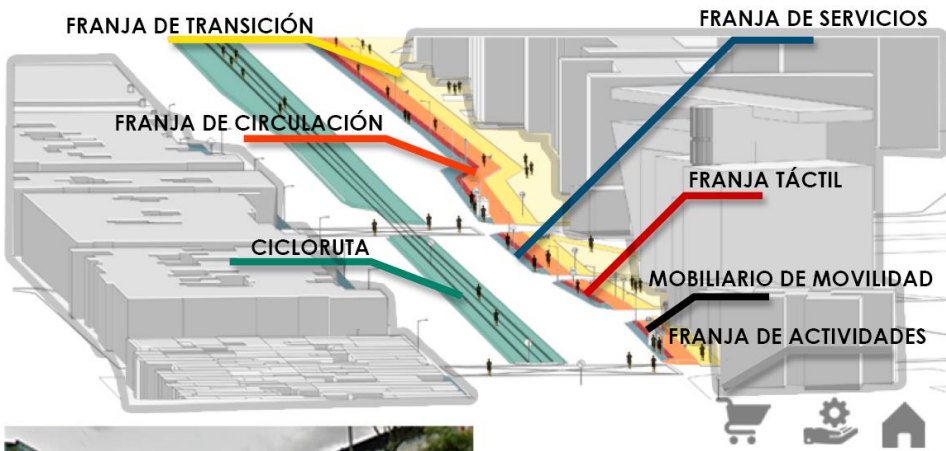 FRANJA DE TRANSICIÓN
FRANJA DE SERVICIOS
FRANJA DE CIRCULACIÓN
FRANJA TÁCTIL
CICLORUTA
MOBILIARIO DE MOVILIDAD
FRANJA DE ACTIVIDADES